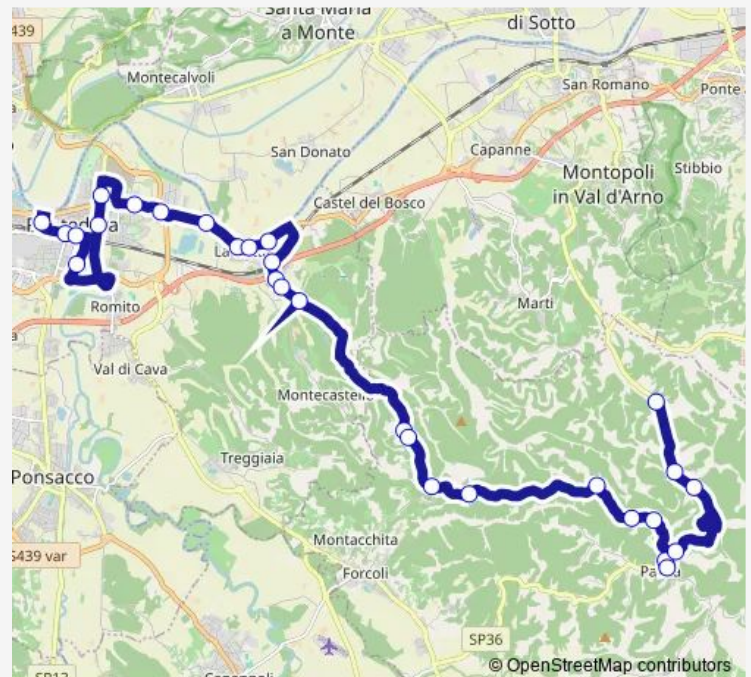 Santa Maria
a Monte
di Sotto
439
Montecalvoli
San Romano
Ponte
San Donato
Capanne
Montopoli
in Val d'Arno
Stibbio
Castel del Bosco
Romito
Marti
Val di Cava
Montecastello
Treggiaia
Ponsacco
S439 var
Montacchita
Forcoli
SP36
© OpenStreetMap contributors